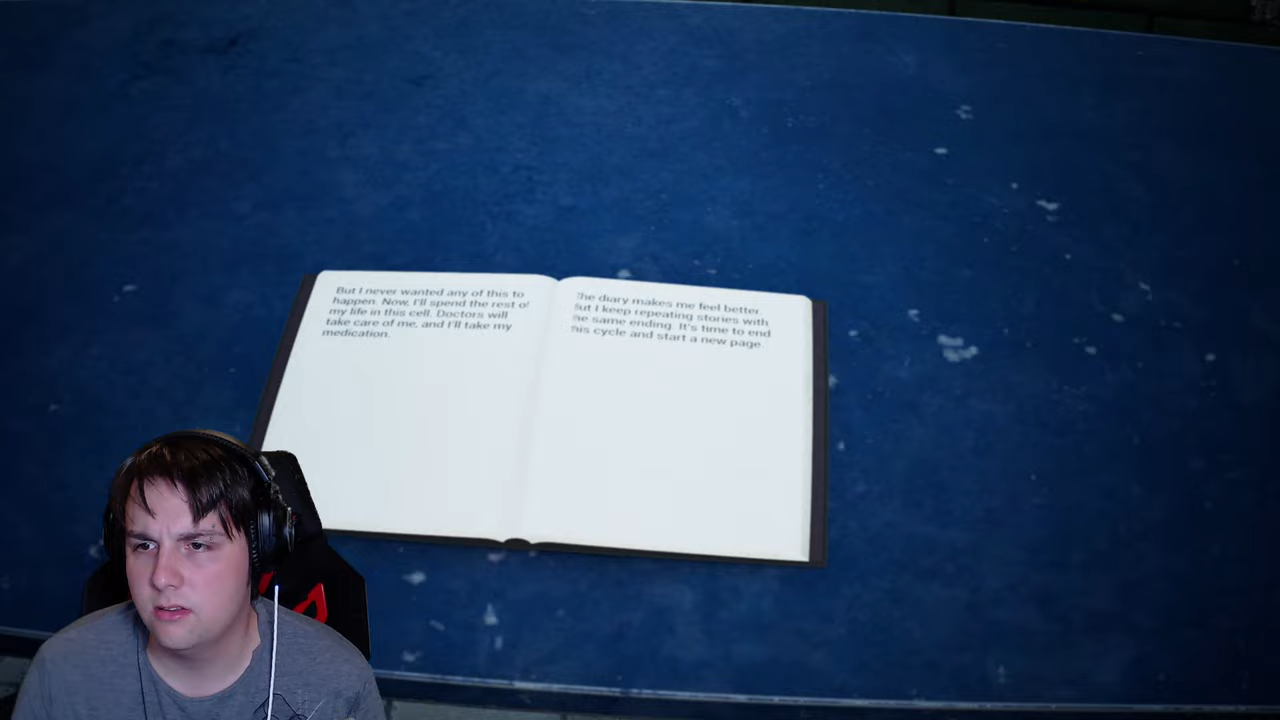 But I never wanted any of this to
happen. Now, I'll spend the rest of
my life in this cell. Doctors will
take care of me, and I'll take my
medication.
The diary makes me feel better.
But I keep repeating stories with
the same ending. It's time to end
this cycle and start a new page.